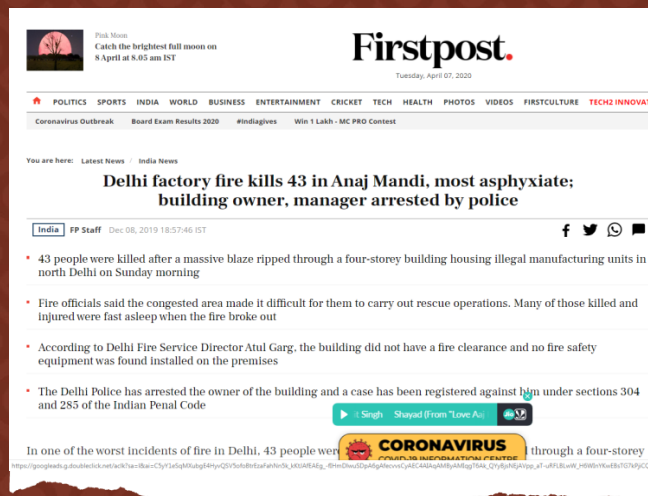 Pink Moon
Catch the brightest full moon on
8 April at 8.05 am IST
Firstpost.
Tuesday, April 07, 2020
POLITICS SPORTS INDIA WORLD BUSINESS ENTERTAINMENT CRICKET TECH HEALTH PHOTOS VIDEOS FIRSTCULTURE TECH2 INNOVAT
Coronavirus Outbreak Board Exam Results 2020 #Indiagives Win 1 Lakh - MC PRO Contest
You are here: Latest News / India News
Delhi factory fire kills 43 in Anaj Mandi, most asphyxiate;
building owner, manager arrested by police
India FP Staff Dec 08, 2019 18:57:46 IST
43 people were killed after a massive blaze ripped through a four-storey building housing illegal manufacturing units in
north Delhi on Sunday morning
Fire officials said the congested area made it difficult for them to carry out rescue operations. Many of those killed and
injured were fast asleep when the fire broke out
According to Delhi Fire Service Director Atul Garg, the building did not have a fire clearance and no fire safety
equipment was found installed on the premises
The Delhi Police has arrested the owner of the building and a case has been registered against him under sections 304
and 285 of the Indian Penal Code
it Singh Shayad (From "Love Aa Jio
CORONAVIRUS
COVID-19 INFORMATION CENTRE
In one of the worst incidents of fire in Delhi, 43 people were through a four-storey